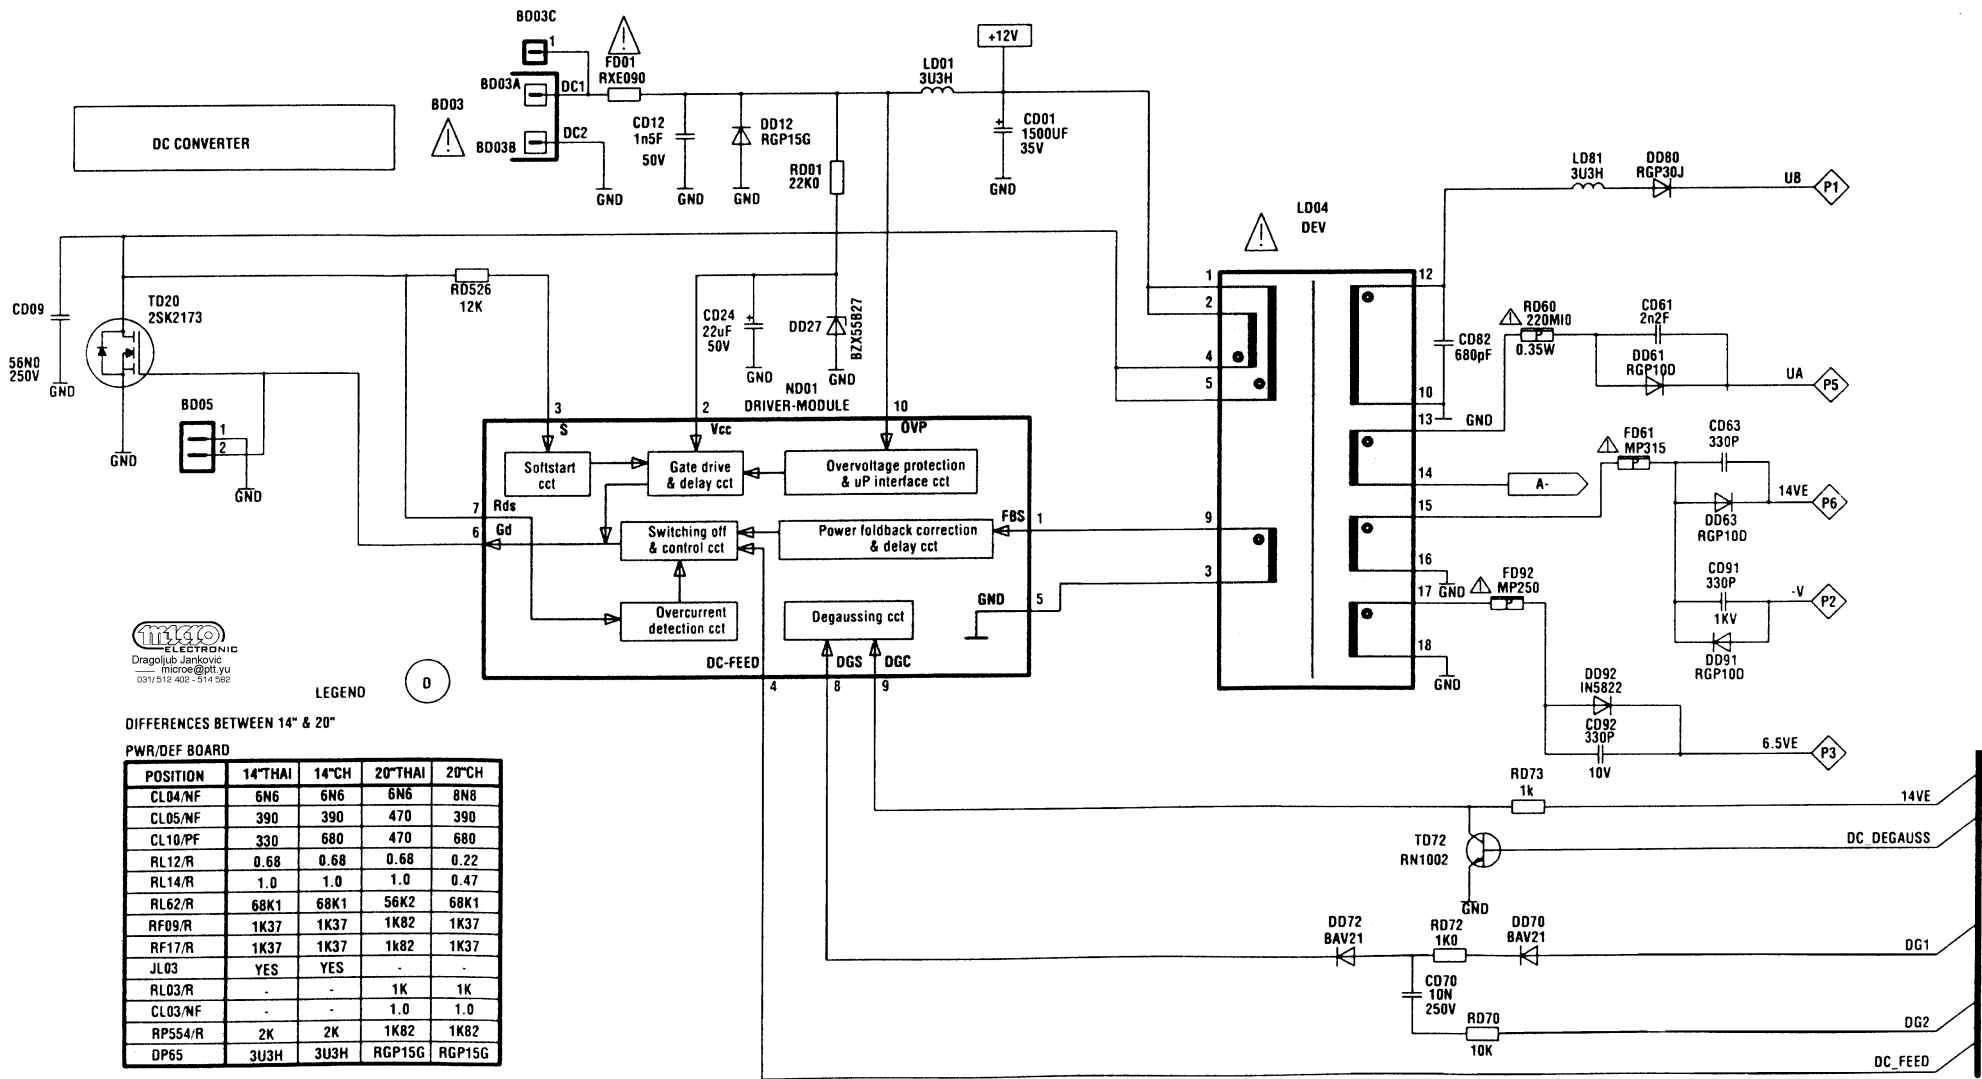 BD03C
1
FD01
RXE090
+12V
LD01
3U3H
BD03A
DC1
BD03
BD03B
DC2
GND
DC CONVERTER
CD12
1n5F
50V
GND
DD12
RGP15G
GND
RD01
22K0
CD01
1500UF
35V
GND
LD81
3U3H
DD80
RGP30J
UB
P1
LD04
DEV
CD09
56N0
250V
GND
TD20
2SK2173
GND
RD526
12K
CD24
22uF
50V
GND
DD27
BZX55B27
GND
BD05
1
2
GND
ND01
DRIVER-MODULE
3
S
2
Vcc
10
OVP
Softstart
cct
Gate drive
& delay cct
Overvoltage protection
& uP interface cct
7
Rds
6
Gd
Switching off
& control cct
Power foldback correction
& delay cct
FBS
1
Overcurrent
detection cct
Degaussing cct
GND
5
DC-FEED
4
DGS
8
DGC
9
1
2
4
5
9
3
12
10
13
14
15
16
17
18
CD82
680pF
GND
RD60
220MI0
0.35W
CD61
2n2F
DD61
RGP10D
UA
P5
A-
FD61
MP315
CD63
330P
14VE
P6
DD63
RGP10D
GND
FD92
MP250
CD91
330P
1KV
-V
P2
DD91
RGP10D
GND
DD92
IN5822
CD92
330P
10V
6.5VE
P3
RD73
1k
14VE
TD72
RN1002
DC_DEGAUSS
GND
DD72
BAV21
RD72
1K0
DD70
BAV21
DG1
CD70
10N
250V
RD70
10K
DG2
DC_FEED
micro
ELECTRONIC
Dragoljub Janković
microe@ptt.yu
031/ 512 402 - 514 582
LEGEND
D
DIFFERENCES BETWEEN 14" & 20"
PWR/DEF BOARD
POSITION 14"THAI 14"CH 20"THAI 20"CH
CL04/NF 6N6 6N6 6N6 8N8
CL05/NF 390 390 470 390
CL10/PF 330 680 470 680
RL12/R 0.68 0.68 0.68 0.22
RL14/R 1.0 1.0 1.0 0.47
RL62/R 68K1 68K1 56K2 68K1
RF09/R 1K37 1K37 1K82 1K37
RF17/R 1K37 1K37 1k82 1K37
JL03 YES YES - -
RL03/R - - 1K 1K
CL03/NF - - 1.0 1.0
RP554/R 2K 2K 1K82 1K82
DP65 3U3H 3U3H RGP15G RGP15G